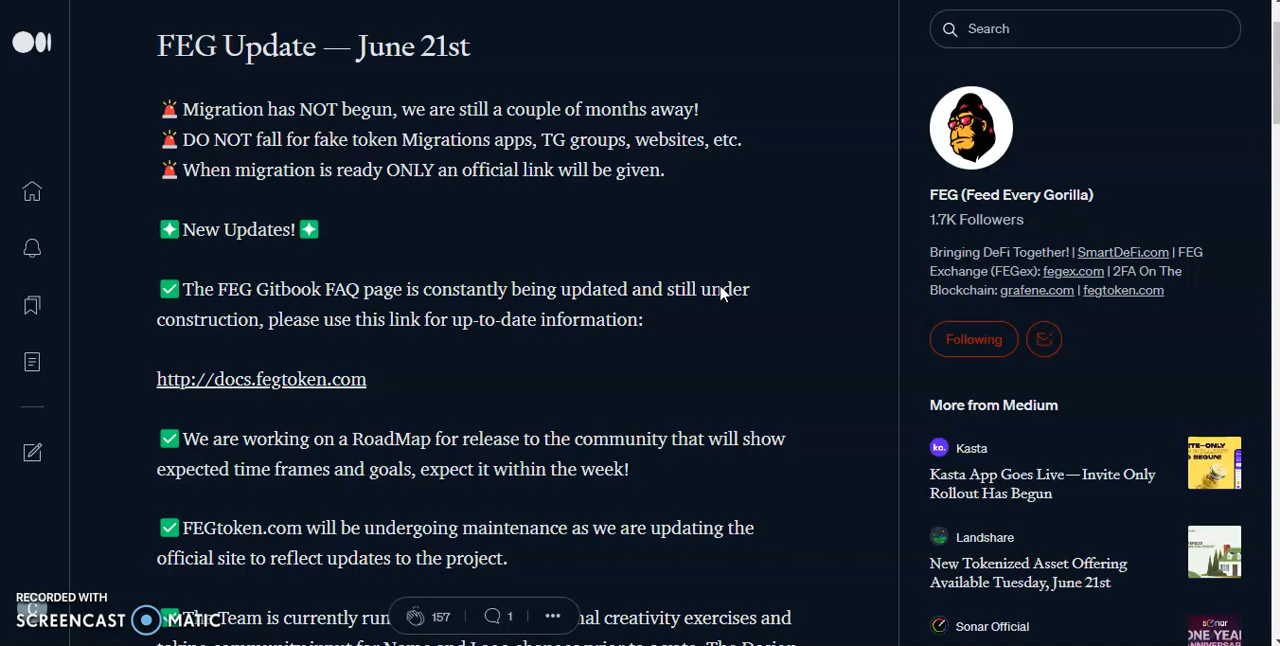 FEG Update — June 21st
🚨 Migration has NOT begun, we are still a couple of months away!
🚨 DO NOT fall for fake token Migrations apps, TG groups, websites, etc.
🚨 When migration is ready ONLY an official link will be given.
New Updates!
✅ The FEG Gitbook FAQ page is constantly being updated and still under
construction, please use this link for up-to-date information:
http://docs.fegtoken.com
✅ We are working on a RoadMap for release to the community that will show
expected time frames and goals, expect it within the week!
✅ FEGtoken.com will be undergoing maintenance as we are updating the
official site to reflect updates to the project.
Team is currently creativity exercises and
157
1
Search
FEG (Feed Every Gorilla)
1.7K Followers
Bringing DeFi Together! | SmartDeFi.com | FEG
Exchange (FEGex): fegex.com | 2FA On The
Blockchain: grafene.com | fegtoken.com
Following
More from Medium
ka. Kasta
Kasta App Goes Live—Invite Only
Rollout Has Begun
Landshare
New Tokenized Asset Offering
Available Tuesday, June 21st
Sonar Official
RECORDED WITH
SCREENCAST MATIC